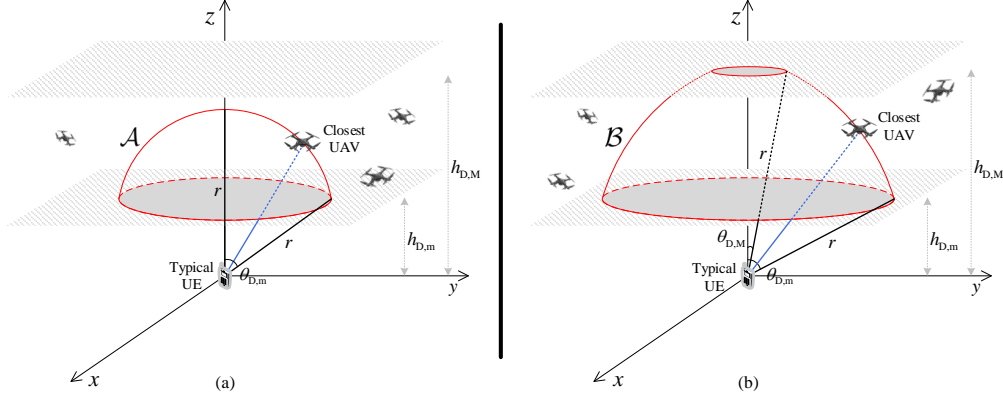 z
𝒜
Closest
UAV
r
h_D,M
h_D,m
r
Typical
UE
θ_D,m
y
x
(a)
z
ℬ
Closest
UAV
r
h_D,M
θ_D,M
r
h_D,m
Typical
UE
θ_D,m
y
x
(b)